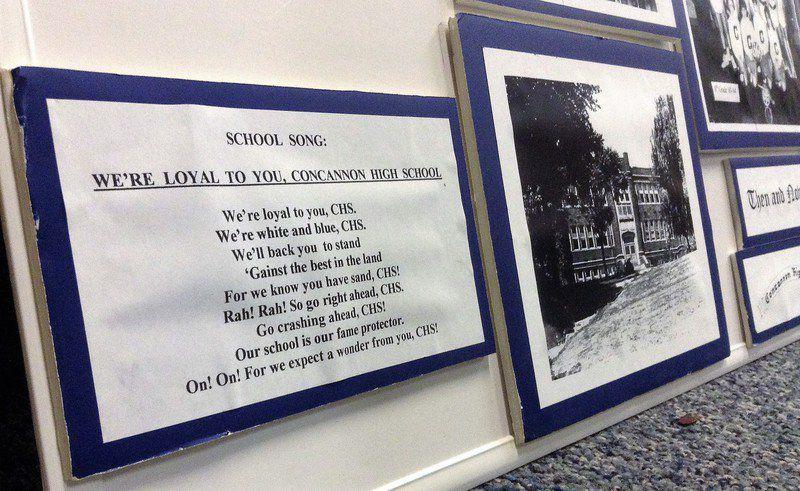 SCHOOL SONG:
WE'RE LOYAL TO YOU, CONCANNON HIGH SCHOOL
We're loyal to you, CHS.
We're white and blue, CHS.
We'll back you to stand
'Gainst the best in the land
For we know you have sand, CHS!
Rah! Rah! So go right ahead, CHS.
Go crashing ahead, CHS!
Our school is our fame protector.
On! On! For we expect a wonder from you, CHS!
Then and
Concannon